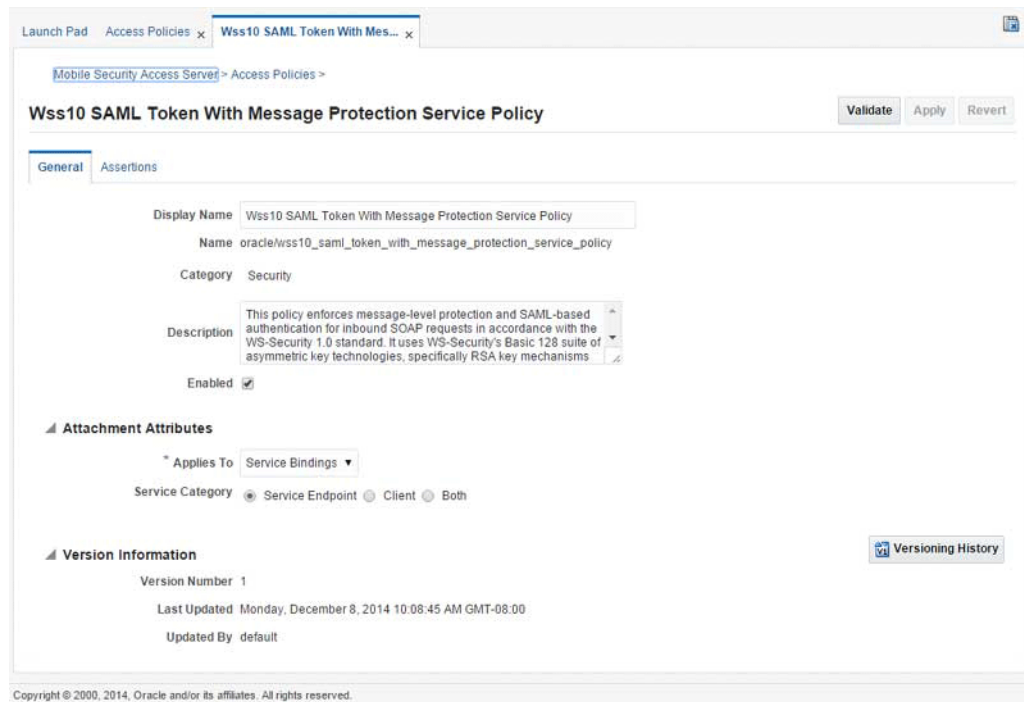 Launch Pad Access Policies x Wss10 SAML Token With Mes... x
Mobile Security Access Server > Access Policies >
Wss10 SAML Token With Message Protection Service Policy Validate Apply Revert
General Assertions
Display Name Wss10 SAML Token With Message Protection Service Policy
Name oracle/wss10_saml_token_with_message_protection_service_policy
Category Security
Description This policy enforces message-level protection and SAML-based
authentication for inbound SOAP requests in accordance with the
WS-Security 1.0 standard. It uses WS-Security's Basic 128 suite of
asymmetric key technologies, specifically RSA key mechanisms
Enabled
Attachment Attributes
* Applies To Service Bindings
Service Category Service Endpoint Client Both
Version Information Versioning History
Version Number 1
Last Updated Monday, December 8, 2014 10:08:45 AM GMT-08:00
Updated By default
Copyright © 2000, 2014, Oracle and/or its affiliates. All rights reserved.